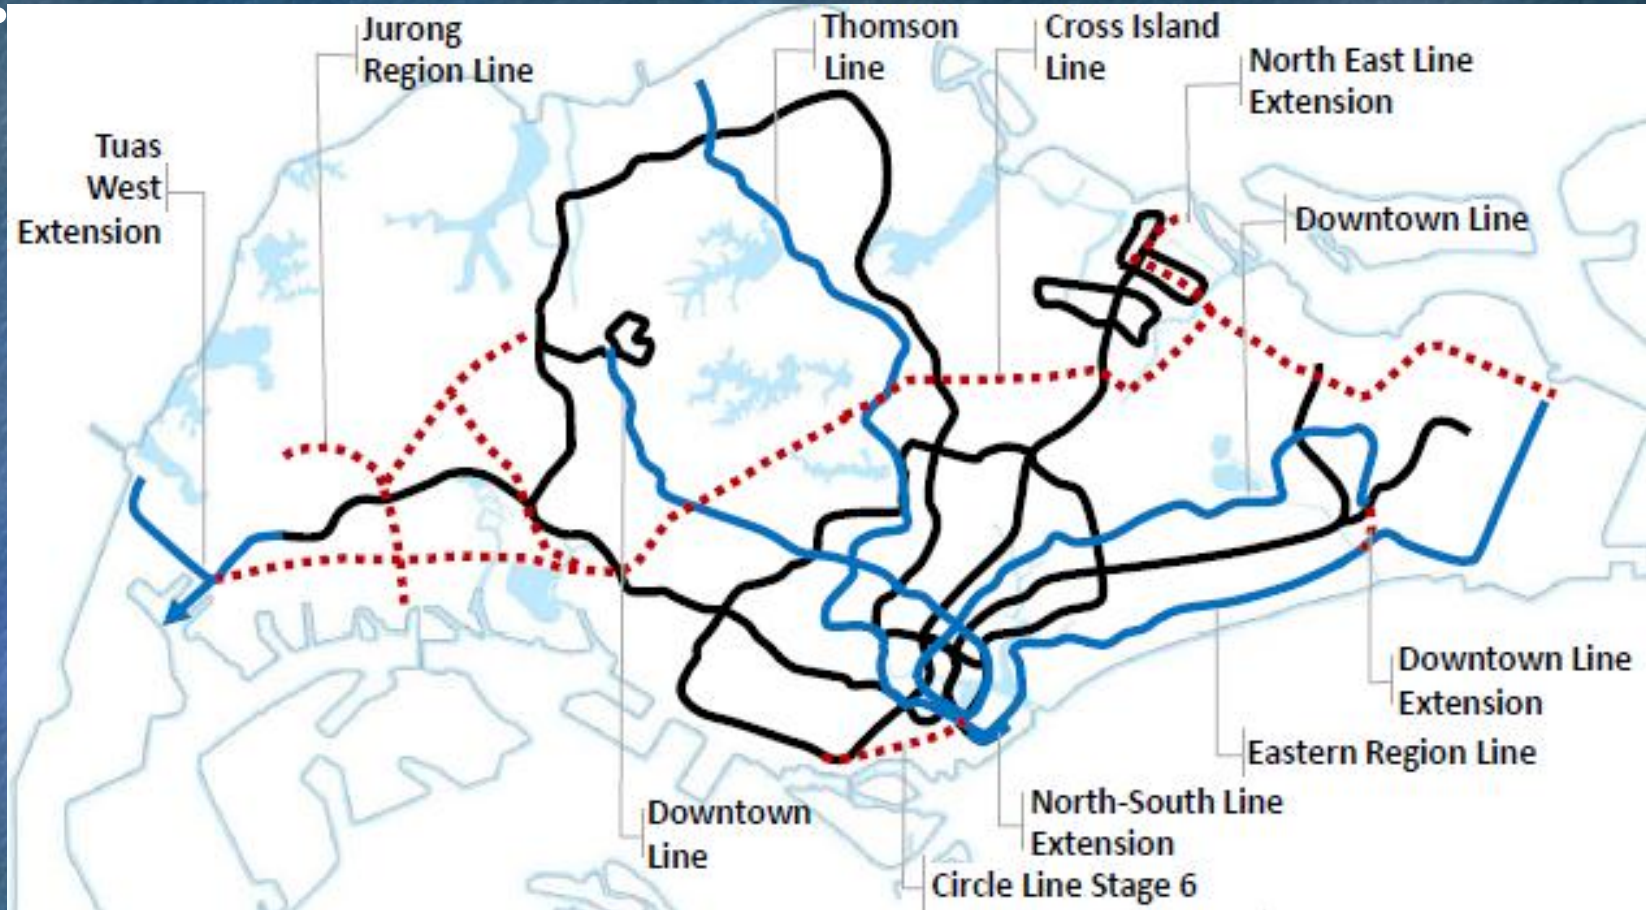 Jurong
Region Line
Thomson
Line
Cross Island
Line
North East Line
Extension
Tuas
West
Extension
Downtown Line
Downtown Line
Extension
Eastern Region Line
North-South Line
Extension
Downtown
Line
Circle Line Stage 6